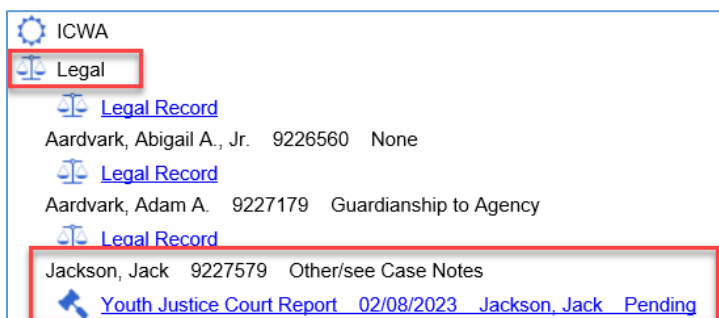 ICWA
Legal
Legal Record
Aardvark, Abigail A., Jr. 9226560 None
Legal Record
Aardvark, Adam A. 9227179 Guardianship to Agency
Legal Record
Jackson, Jack 9227579 Other/see Case Notes
Youth Justice Court Report 02/08/2023 Jackson, Jack Pending